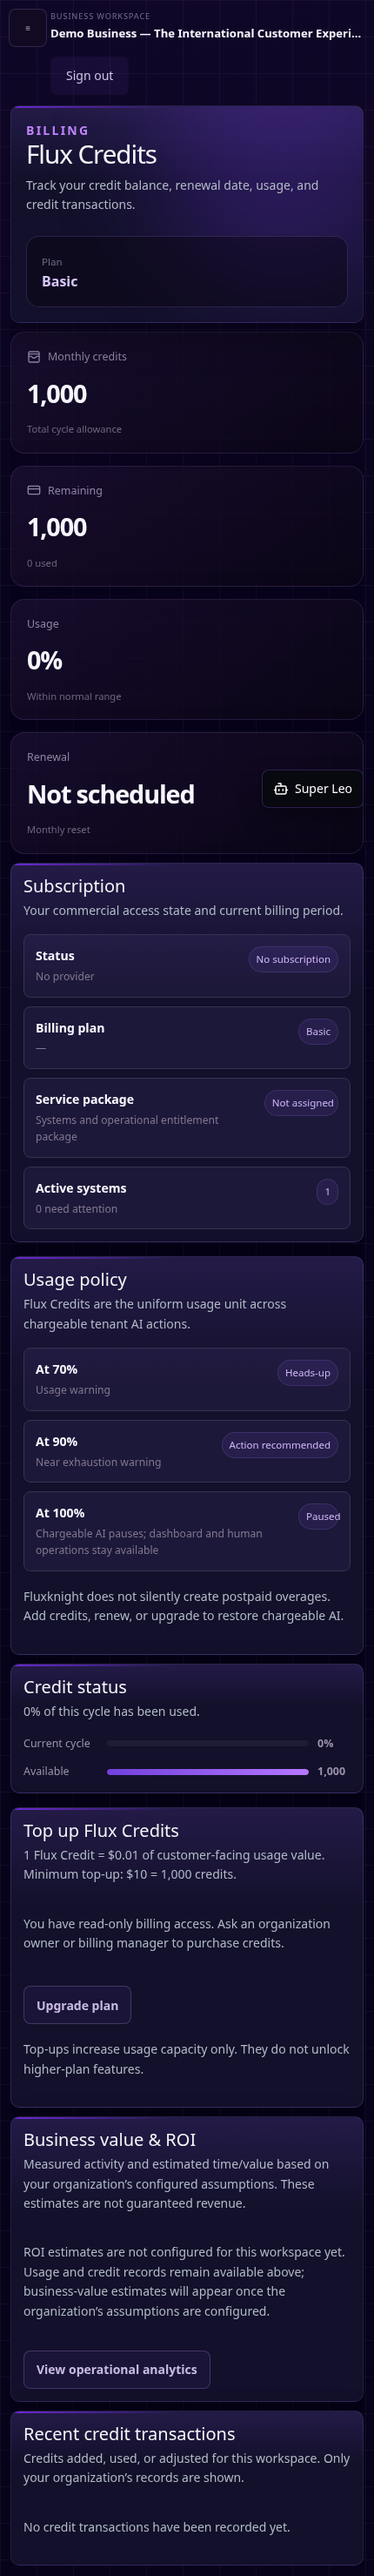 BUSINESS WORKSPACE
Demo Business — The International Customer Experi...
Sign out
BILLING
Flux Credits
Track your credit balance, renewal date, usage, and
credit transactions.
Plan
Basic
Monthly credits
1,000
Total cycle allowance
Remaining
1,000
0 used
Usage
0%
Within normal range
Renewal
Not scheduled
Super Leo
Monthly reset
Subscription
Your commercial access state and current billing period.
Status
No subscription
No provider
Billing plan
Basic
—
Service package
Not assigned
Systems and operational entitlement
package
Active systems
1
0 need attention
Usage policy
Flux Credits are the uniform usage unit across
chargeable tenant AI actions.
At 70%
Heads-up
Usage warning
At 90%
Action recommended
Near exhaustion warning
At 100%
Paused
Chargeable AI pauses; dashboard and human
operations stay available
Fluxknight does not silently create postpaid overages.
Add credits, renew, or upgrade to restore chargeable AI.
Credit status
0% of this cycle has been used.
Current cycle 0%
Available 1,000
Top up Flux Credits
1 Flux Credit = $0.01 of customer-facing usage value.
Minimum top-up: $10 = 1,000 credits.
You have read-only billing access. Ask an organization
owner or billing manager to purchase credits.
Upgrade plan
Top-ups increase usage capacity only. They do not unlock
higher-plan features.
Business value & ROI
Measured activity and estimated time/value based on
your organization’s configured assumptions. These
estimates are not guaranteed revenue.
ROI estimates are not configured for this workspace yet.
Usage and credit records remain available above;
business-value estimates will appear once the
organization’s assumptions are configured.
View operational analytics
Recent credit transactions
Credits added, used, or adjusted for this workspace. Only
your organization’s records are shown.
No credit transactions have been recorded yet.